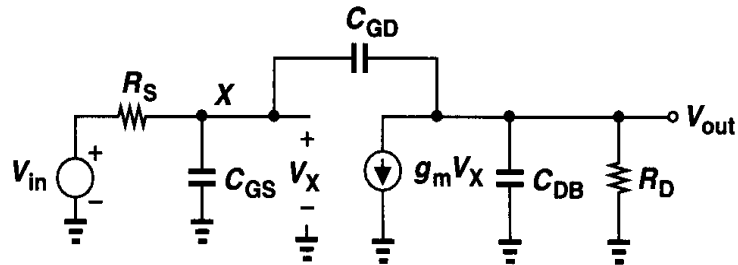 C_GD
R_S
X
V_in
+
−
C_GS
+
V_X
−
g_mV_X
C_DB
R_D
V_out